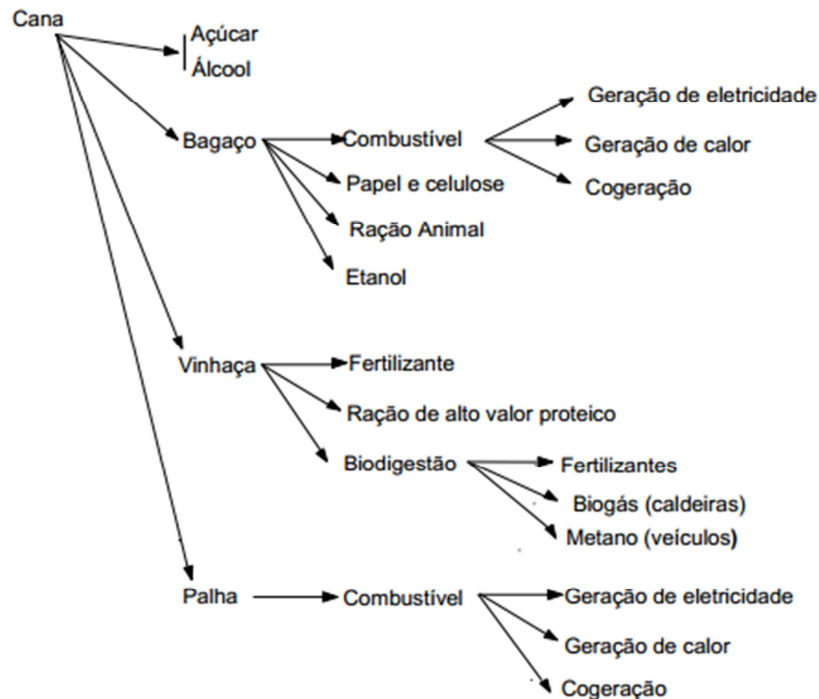 Cana
Açúcar
Álcool
Bagaço
Combustível
Geração de eletricidade
Geração de calor
Cogeração
Papel e celulose
Ração Animal
Etanol
Vinhaça
Fertilizante
Ração de alto valor proteico
Biodigestão
Fertilizantes
Biogás (caldeiras)
Metano (veículos)
Palha
Combustível
Geração de eletricidade
Geração de calor
Cogeração